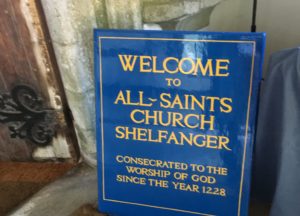 WELCOME
TO
ALL~SAINTS
CHURCH
SHELFANGER
CONSECRATED TO THE
WORSHIP OF GOD
SINCE THE YEAR 1228